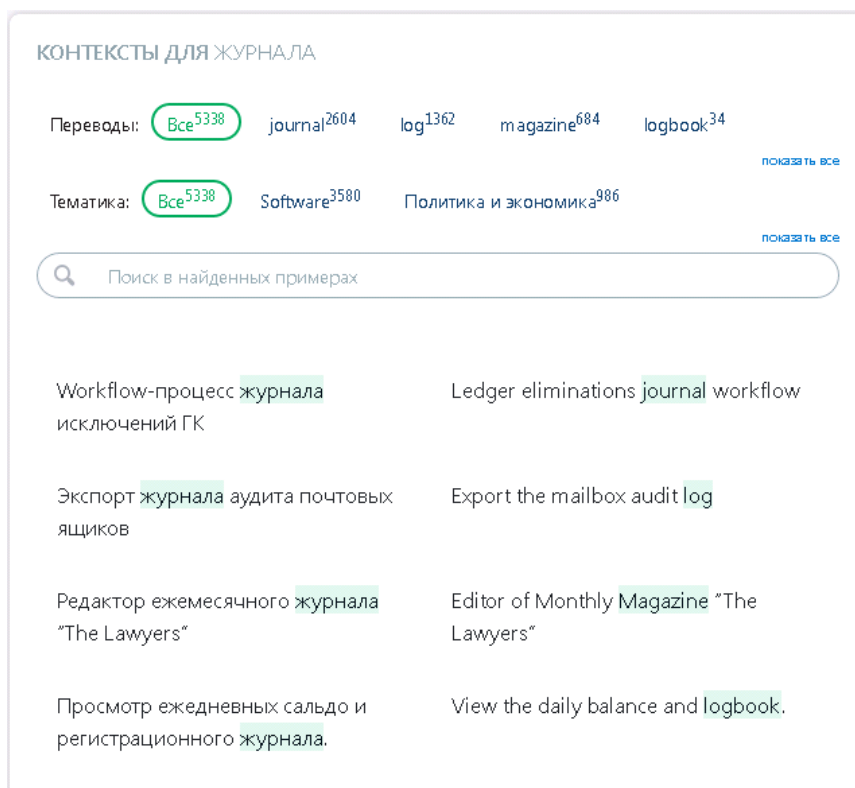 КОНТЕКСТЫ ДЛЯ ЖУРНАЛА
Переводы: Все5338 journal2604 log1362 magazine684 logbook34
показать все
Тематика: Все5338 Software3580 Политика и экономика986
показать все
Поиск в найденных примерах
Workflow-процесс журнала
исключений ГК
Ledger eliminations journal workflow
Экспорт журнала аудита почтовых
ящиков
Export the mailbox audit log
Редактор ежемесячного журнала
"The Lawyers"
Editor of Monthly Magazine "The
Lawyers"
Просмотр ежедневных сальдо и
регистрационного журнала.
View the daily balance and logbook.